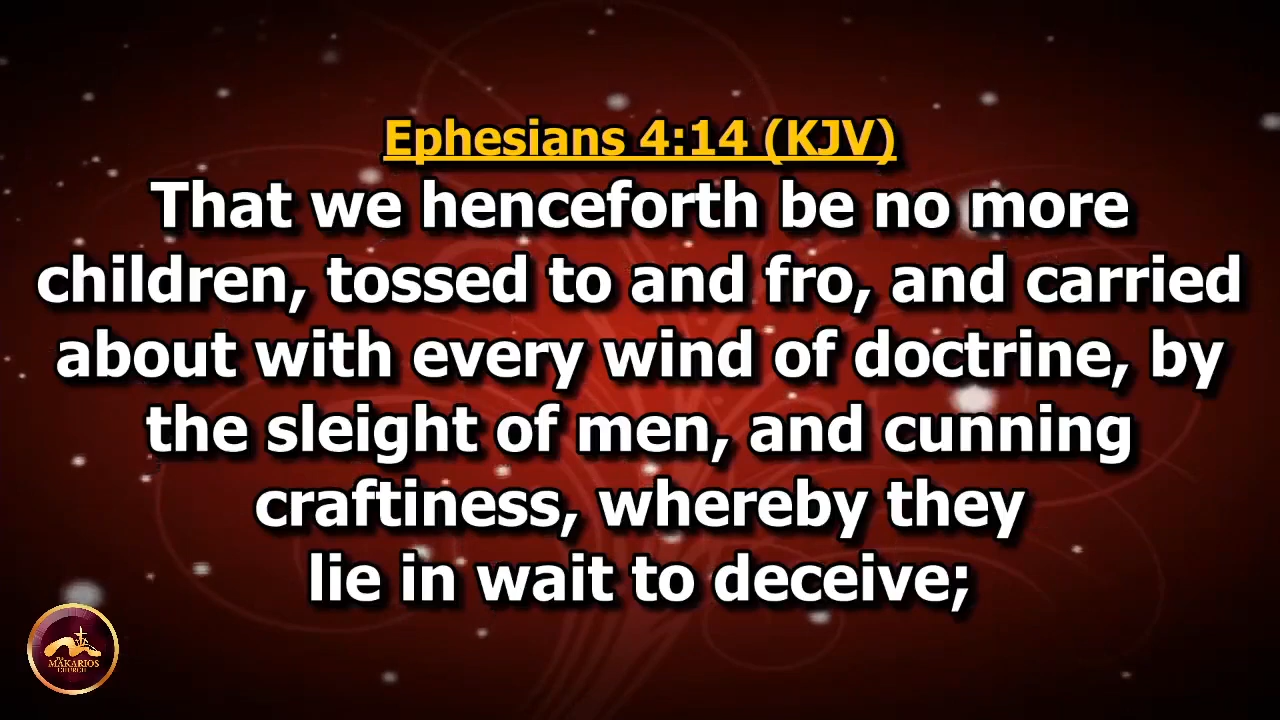 Ephesians 4:14 (KJV)
That we henceforth be no more
children, tossed to and fro, and carried
about with every wind of doctrine, by
the sleight of men, and cunning
craftiness, whereby they
lie in wait to deceive;
MAKARIOS
CHURCH